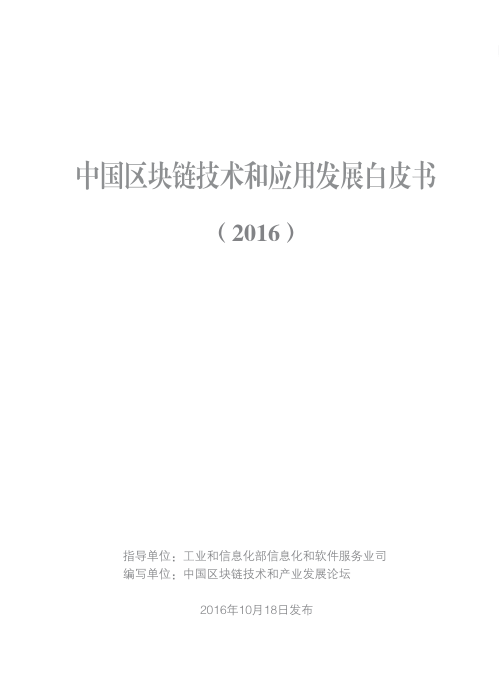 中国区块链技术和应用发展白皮书
（2016）
指导单位：工业和信息化部信息化和软件服务业司
编写单位：中国区块链技术和产业发展论坛
2016年10月18日发布